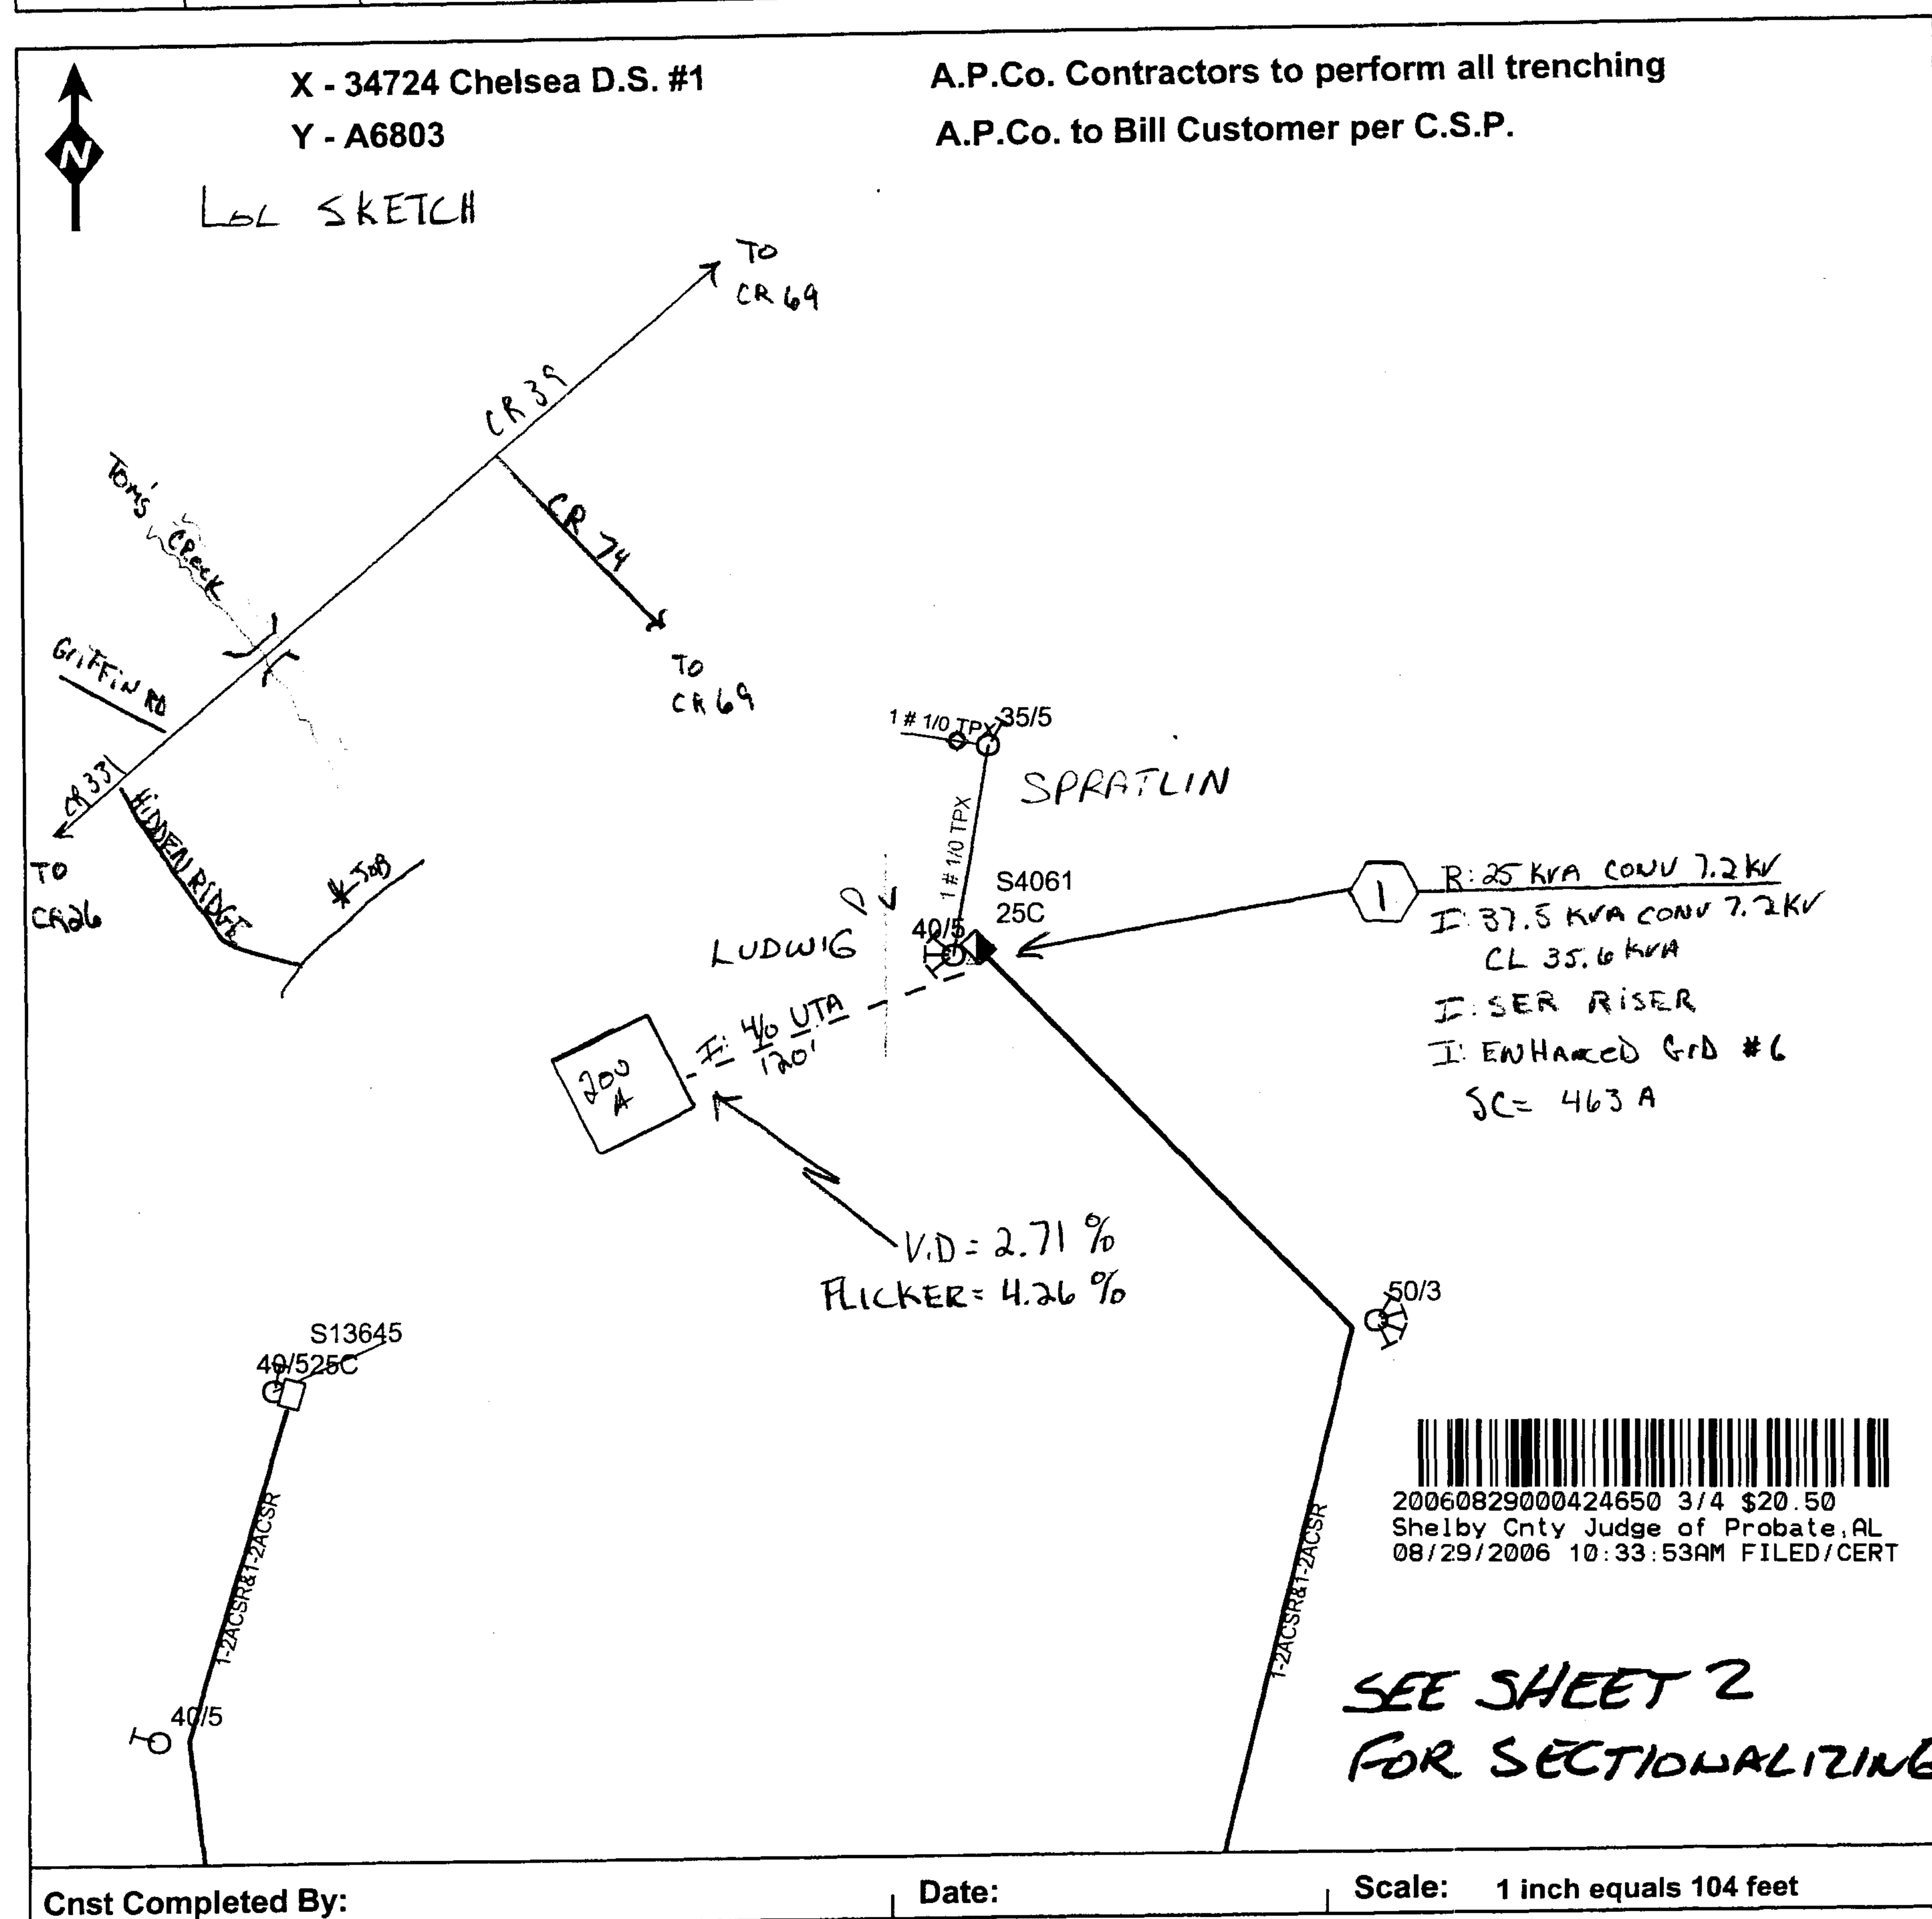 X - 34724 Chelsea D.S. #1
Y - A6803
A.P.Co. Contractors to perform all trenching
A.P.Co. to Bill Customer per C.S.P.
N
SKETCH
TO
CR 69
CR 39
CR 74
TO
CR 69
TOM'S
CReeK
GRiFFiN RD
CR 331
TO
CR26
HiDDEN RiDGE
JOB
1 # 1/0 TPX
35/5
SPRATLIN
1 # 1/0 TPX
S4061
25C
40/5
LUDWIG
1
R: 25 KVA CONV 7.2 KV
I: 37.5 KVA CONV 7.2 KV
CL 35.6 KVA
I: SER RiSER
I: ENHANCeD GrD #6
SC= 463 A
I: 4/0 UTA
120'
200
A
V.D = 2.71 %
FLICKER = 4.26 %
50/3
S13645
40/525C
1-2ACSR&1-2ACSR
40/5
1-2ACSR&1-2ACSR
20060829000424650 3/4 $20.50
Shelby Cnty Judge of Probate,AL
08/29/2006 10:33:53AM FILED/CERT
SEE SHEET 2
FOR SECTIONALIZING
Cnst Completed By:
Date:
Scale: 1 inch equals 104 feet